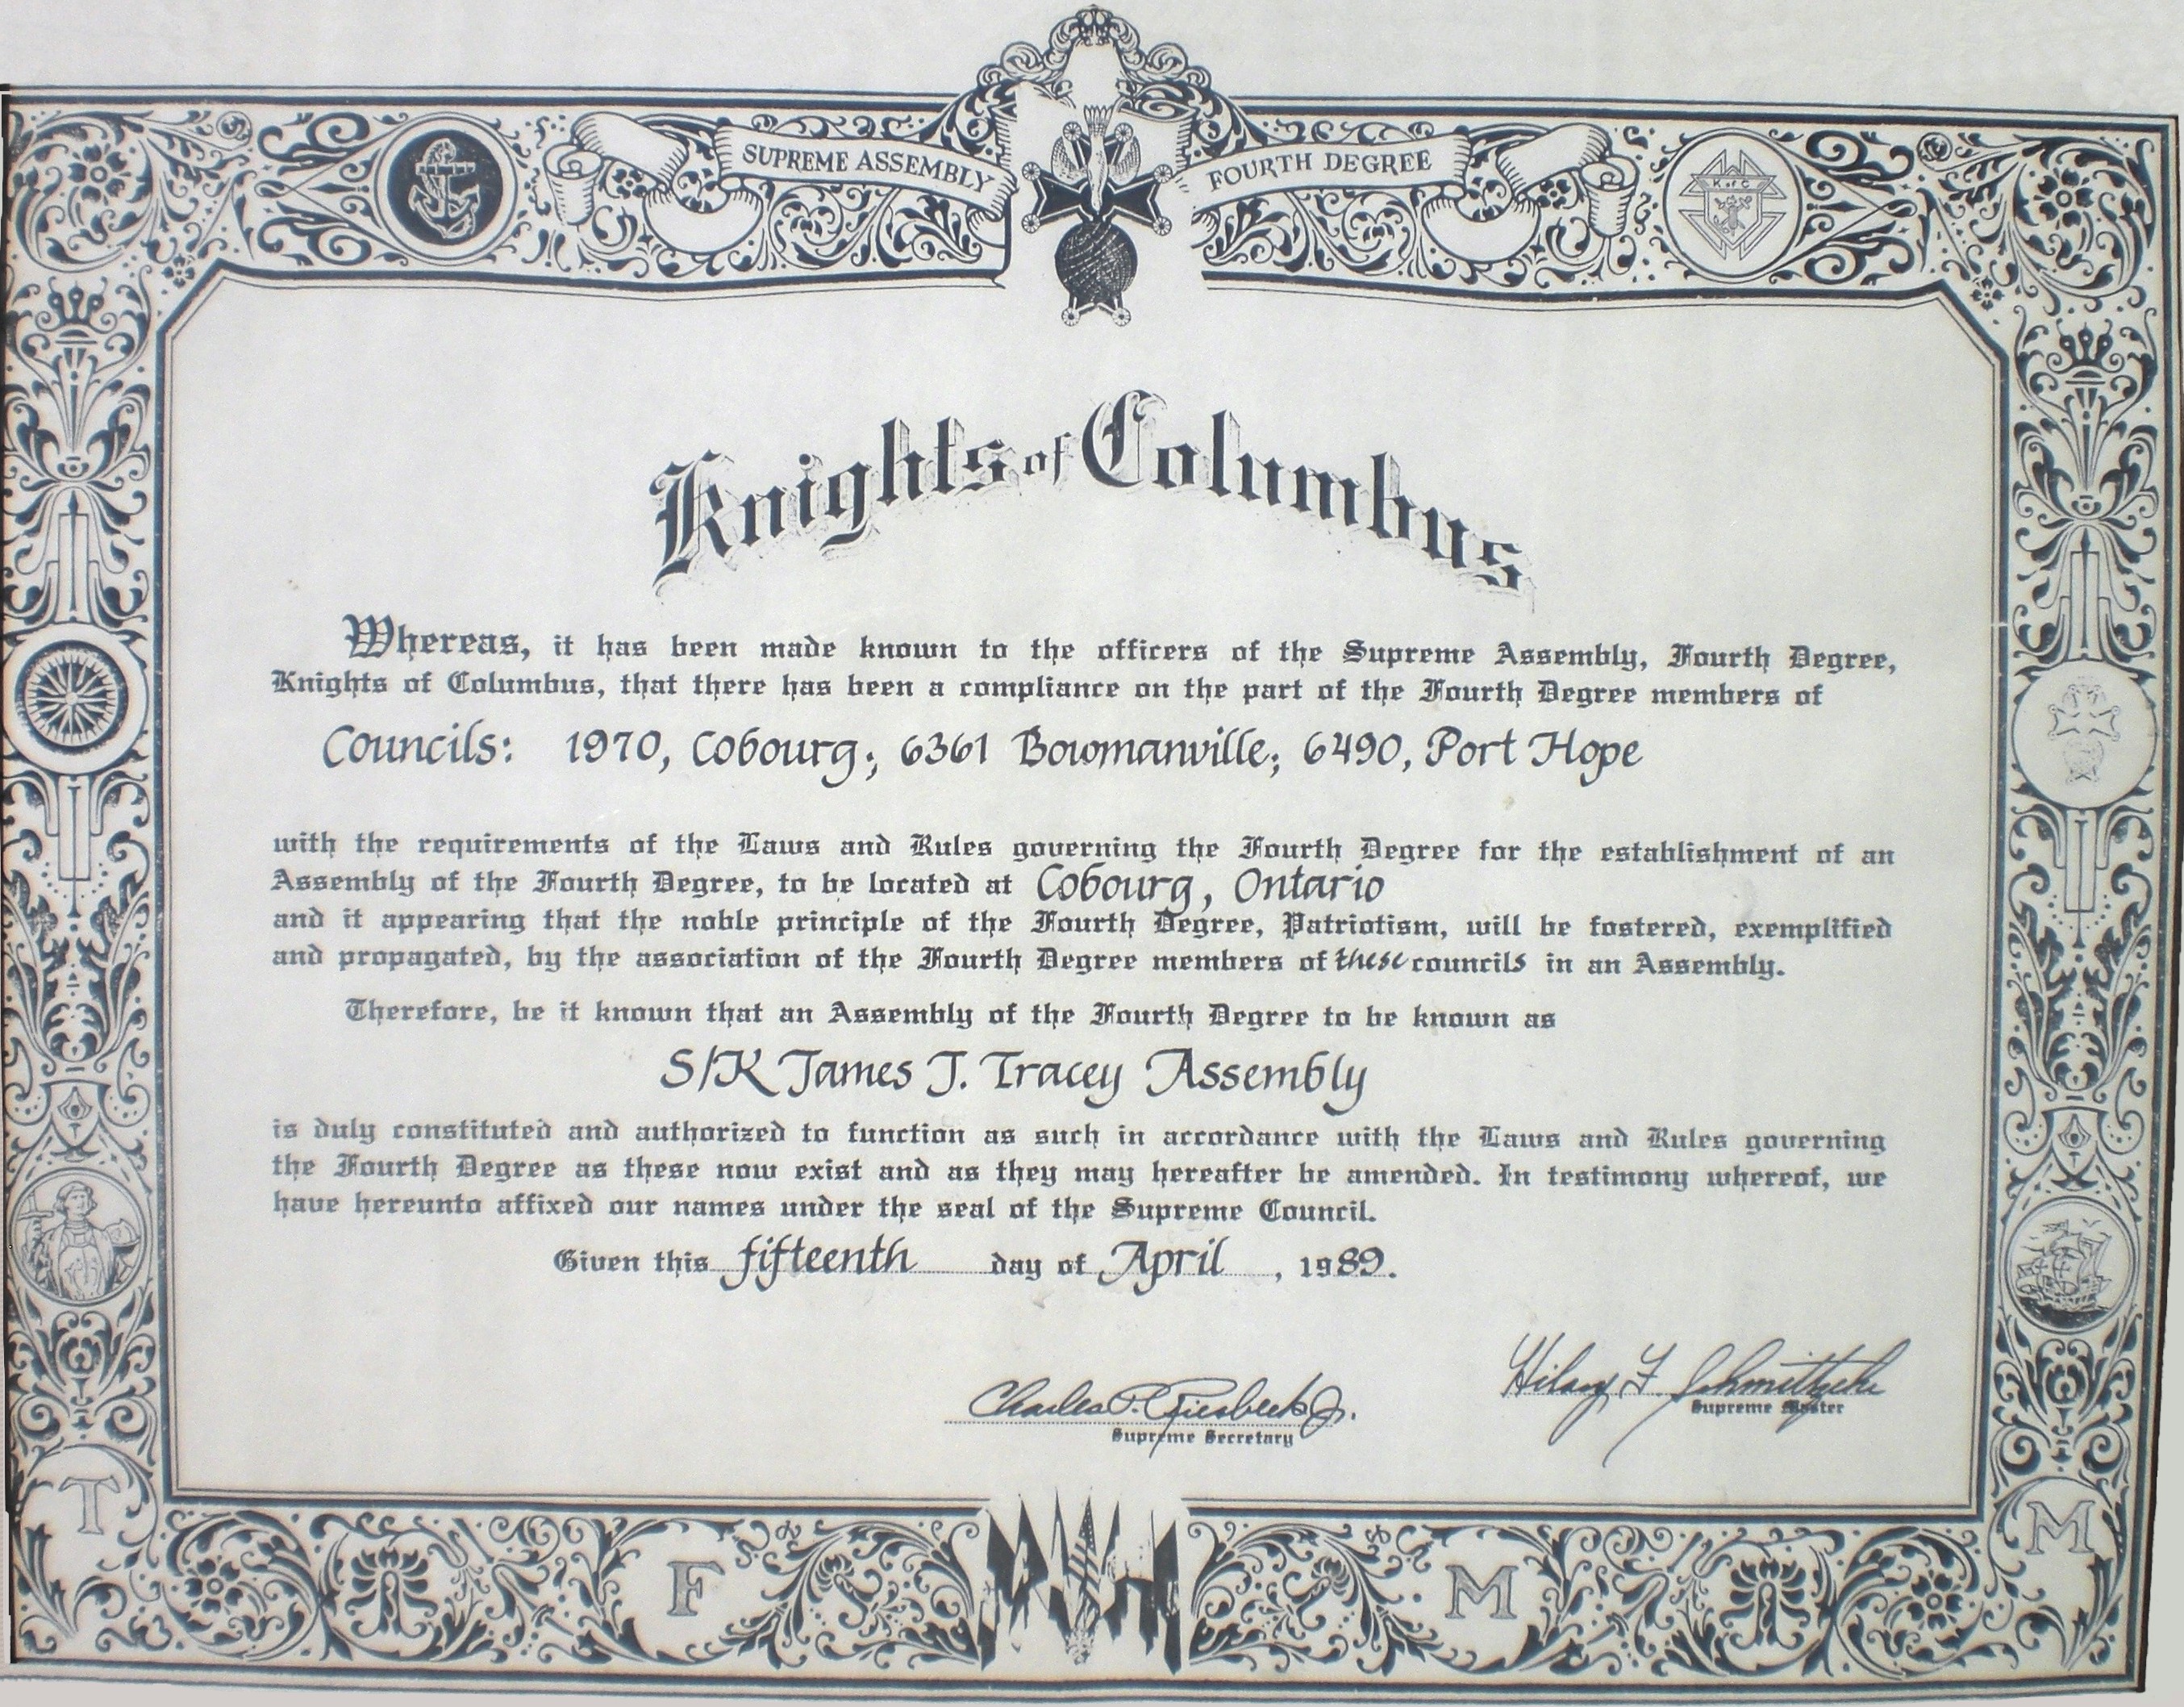 SUPREME ASSEMBLY FOURTH DEGREE
K of C
Knights of Columbus
Whereas, it has been made known to the officers of the Supreme Assembly, Fourth Degree,
Knights of Columbus, that there has been a compliance on the part of the Fourth Degree members of
Councils: 1970, Cobourg; 6361 Bowmanville; 6490, Port Hope
with the requirements of the Laws and Rules governing the Fourth Degree for the establishment of an
Assembly of the Fourth Degree, to be located at Cobourg, Ontario
and it appearing that the noble principle of the Fourth Degree, Patriotism, will be fostered, exemplified
and propagated, by the association of the Fourth Degree members of these councils in an Assembly.
Therefore, be it known that an Assembly of the Fourth Degree to be known as
S/K James J. Tracey Assembly
is duly constituted and authorized to function as such in accordance with the Laws and Rules governing
the Fourth Degree as these now exist and as they may hereafter be amended. In testimony whereof, we
have hereunto affixed our names under the seal of the Supreme Council.
Given this fifteenth day of April, 1989.
Charles P. Riesbeck Jr. Hilary F. Schmittzehe
Supreme Secretary Supreme Master
T F M M